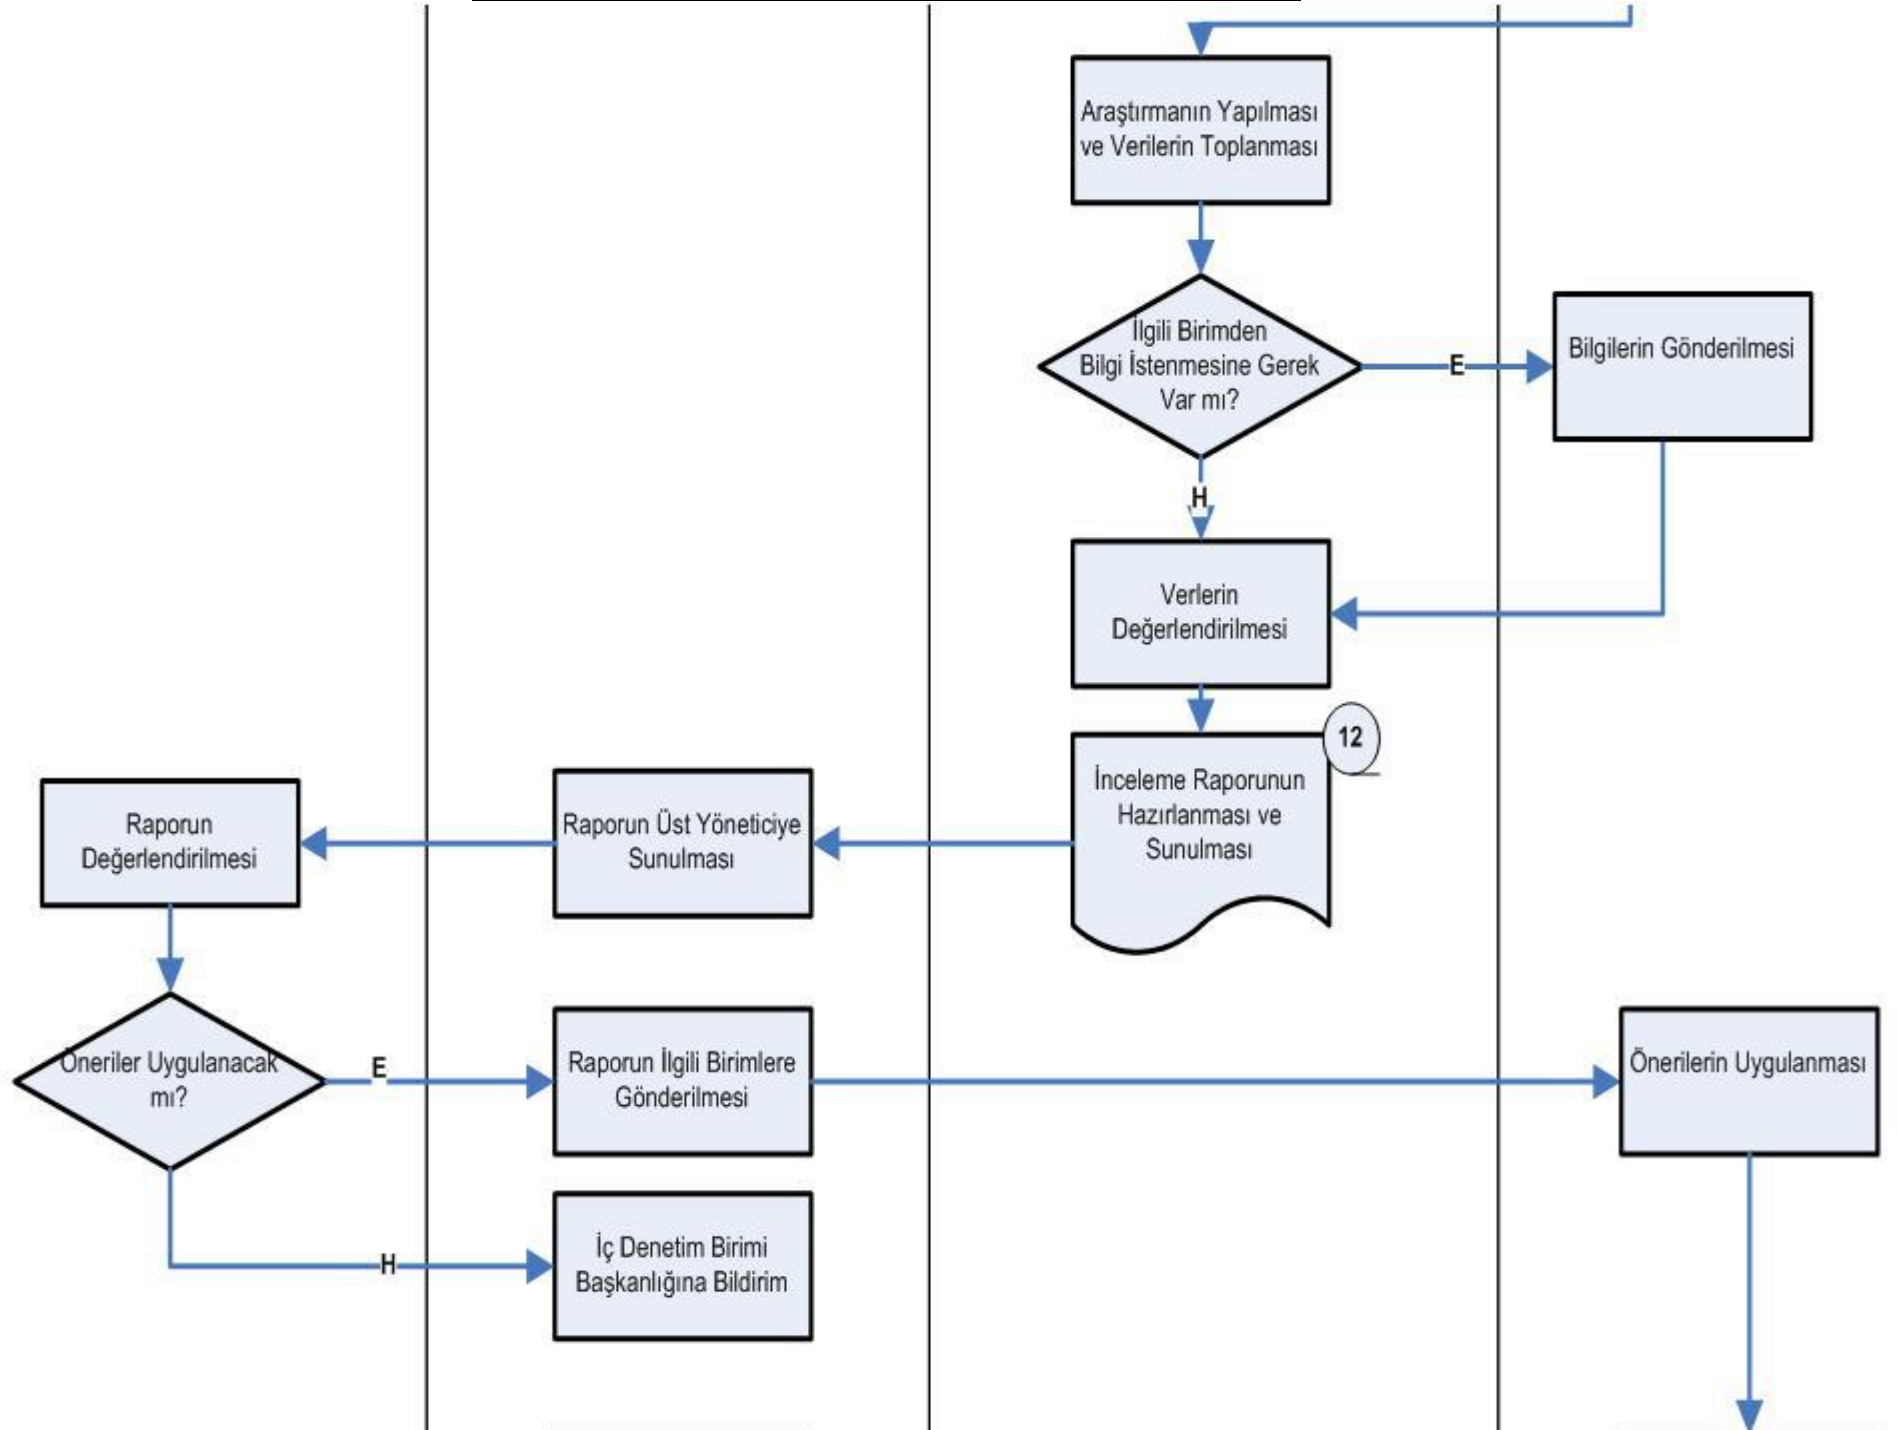 Araştırmanın Yapılması
ve Verilerin Toplanması
İlgili Birimden
Bilgi İstenmesine Gerek
Var mı?
E
Bilgilerin Gönderilmesi
H
Verlerin
Değerlendirilmesi
12
İnceleme Raporunun
Hazırlanması ve
Sunulması
Raporun Üst Yöneticiye
Sunulması
Raporun
Değerlendirilmesi
Öneriler Uygulanacak
mı?
E
Raporun İlgili Birimlere
Gönderilmesi
Önerilerin Uygulanması
H
İç Denetim Birimi
Başkanlığına Bildirim